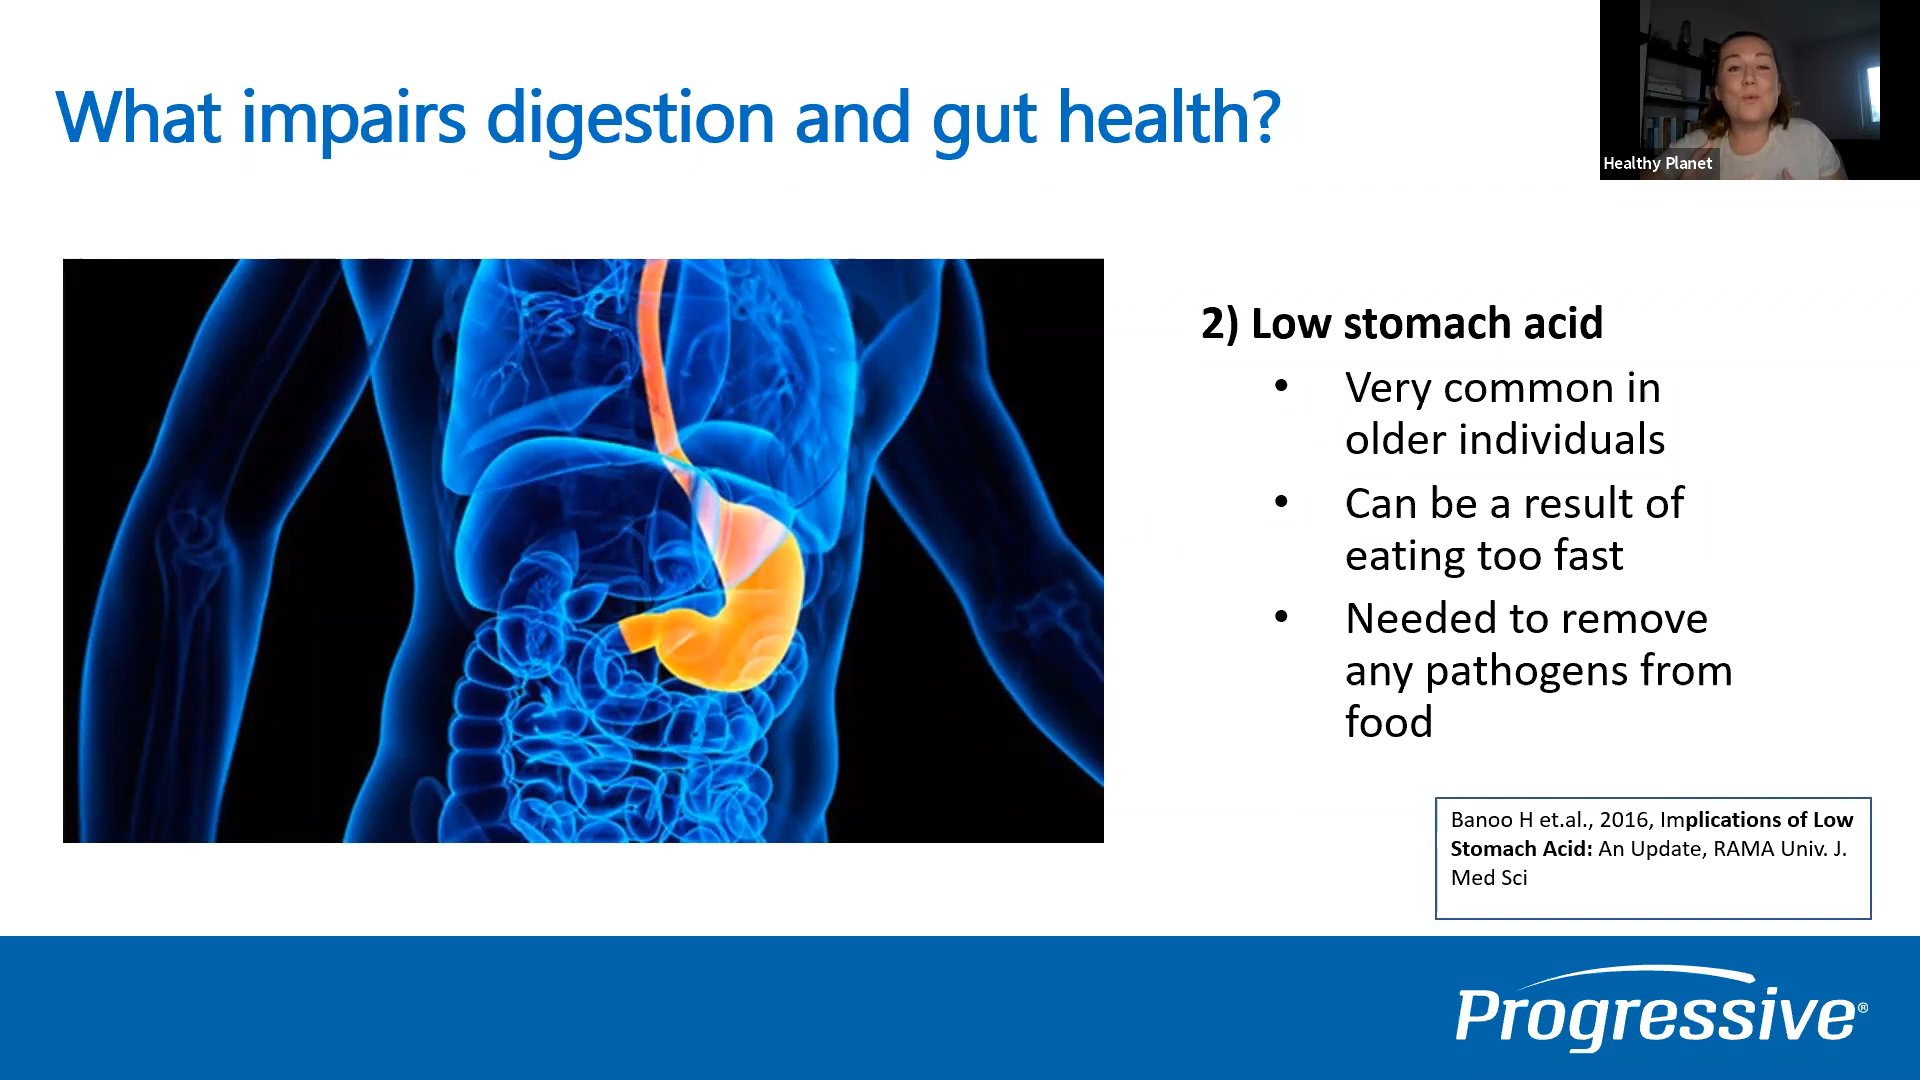 What impairs digestion and gut health?
Healthy Planet
2) Low stomach acid
• Very common in
older individuals
• Can be a result of
eating too fast
• Needed to remove
any pathogens from
food
Banoo H et.al., 2016, Implications of Low
Stomach Acid: An Update, RAMA Univ. J.
Med Sci
Progressive®